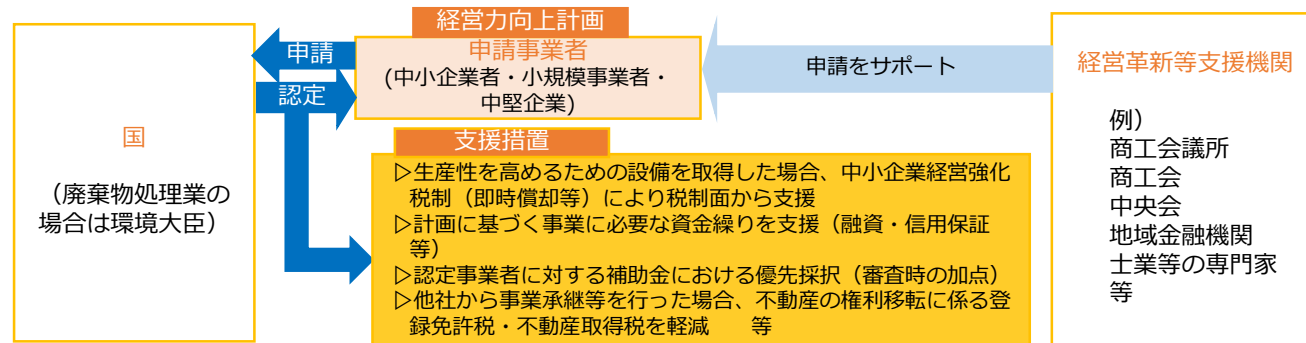 国
（廃棄物処理業の
場合は環境大臣）
申請
認定
経営力向上計画
申請事業者
(中小企業者・小規模事業者・
中堅企業)
申請をサポート
経営革新等支援機関
例）
商工会議所
商工会
中央会
地域金融機関
士業等の専門家
等
支援措置
▷生産性を高めるための設備を取得した場合、中小企業経営強化
税制（即時償却等）により税制面から支援
▷計画に基づく事業に必要な資金繰りを支援（融資・信用保証
等）
▷認定事業者に対する補助金における優先採択（審査時の加点）
▷他社から事業承継等を行った場合、不動産の権利移転に係る登
録免許税・不動産取得税を軽減　　等